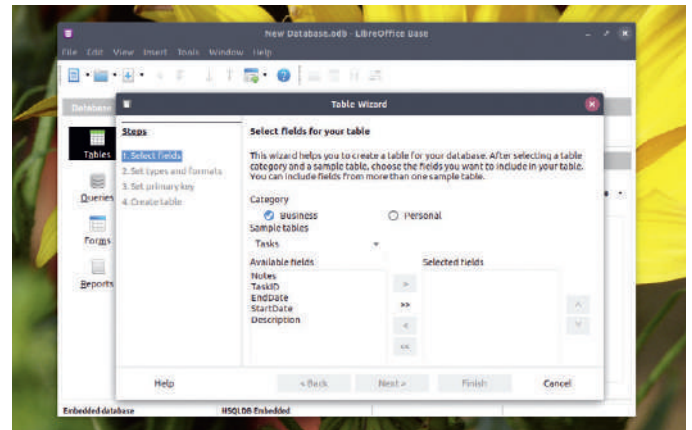 New Database.odb - LibreOffice Base
File Edit View Insert Tools Window Help
Database
Table Wizard
Tables
Queries
Forms
Reports
Steps
1. Select fields
2. Set types and formats
3. Set primary key
4. Create table
Select fields for your table
This wizard helps you to create a table for your database. After selecting a table
category and a sample table, choose the fields you want to include in your table.
You can include fields from more than one sample table.
Category
Business Personal
Sample tables
Tasks
Available fields Selected fields
Notes
TaskID
EndDate
StartDate
Description
>
>>
<
<<
Help < Back Next > Finish Cancel
Embedded database HSQLDB Embedded